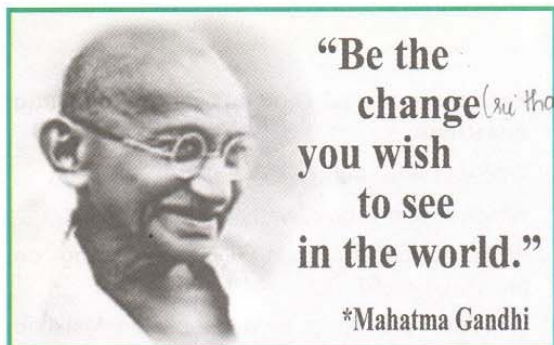 “Be the
change
you wish
to see
in the world.”
*Mahatma Gandhi